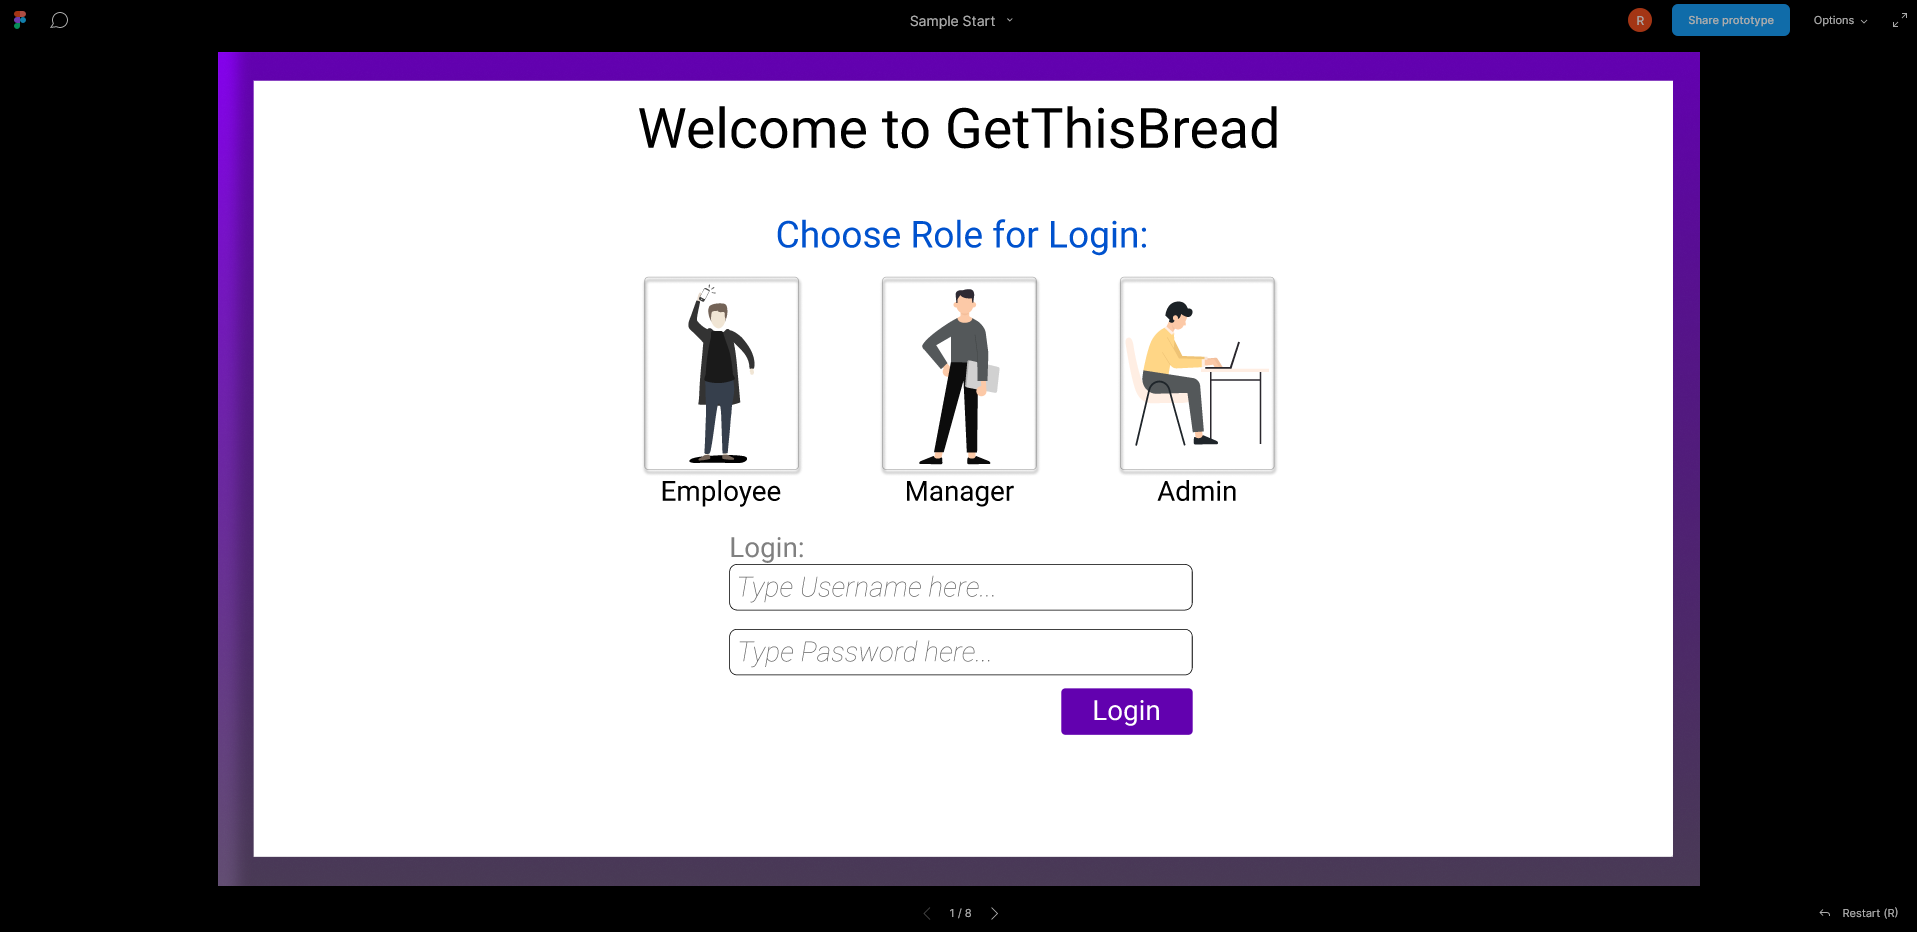 Sample Start
R
Share prototype
Options
Welcome to GetThisBread
Choose Role for Login:
Employee
Manager
Admin
Login:
Type Username here...
Type Password here...
Login
1 / 8
Restart (R)